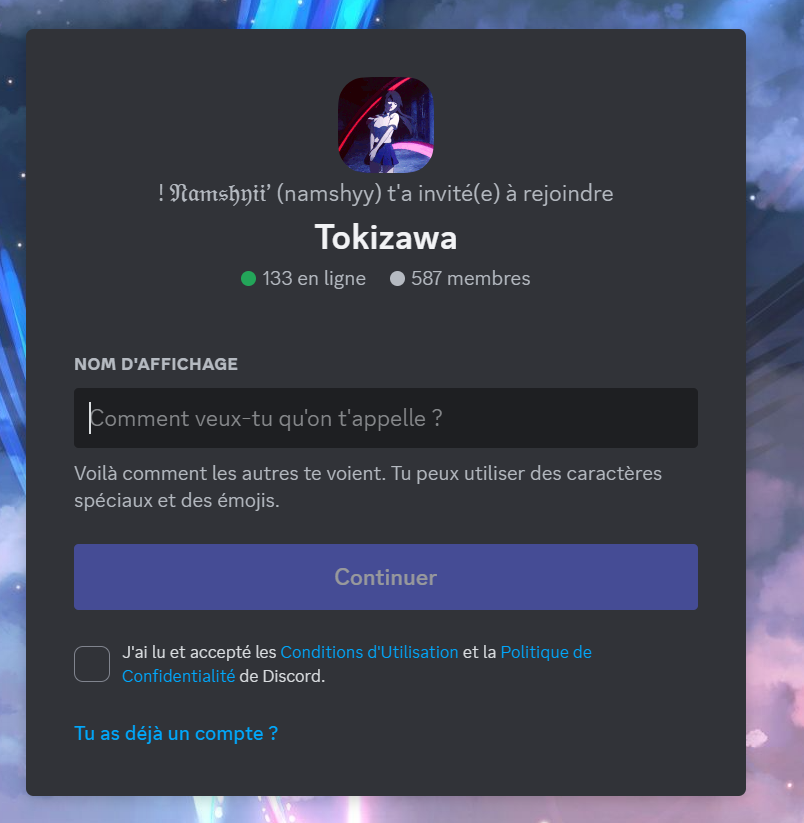 ! 𝕹𝖆𝖒𝖘𝖍𝖞𝖎𝖎' (namshyy) t'a invité(e) à rejoindre
Tokizawa
133 en ligne 587 membres
NOM D'AFFICHAGE
Comment veux-tu qu'on t'appelle ?
Voilà comment les autres te voient. Tu peux utiliser des caractères
spéciaux et des émojis.
Continuer
J'ai lu et accepté les Conditions d'Utilisation et la Politique de
Confidentialité de Discord.
Tu as déjà un compte ?